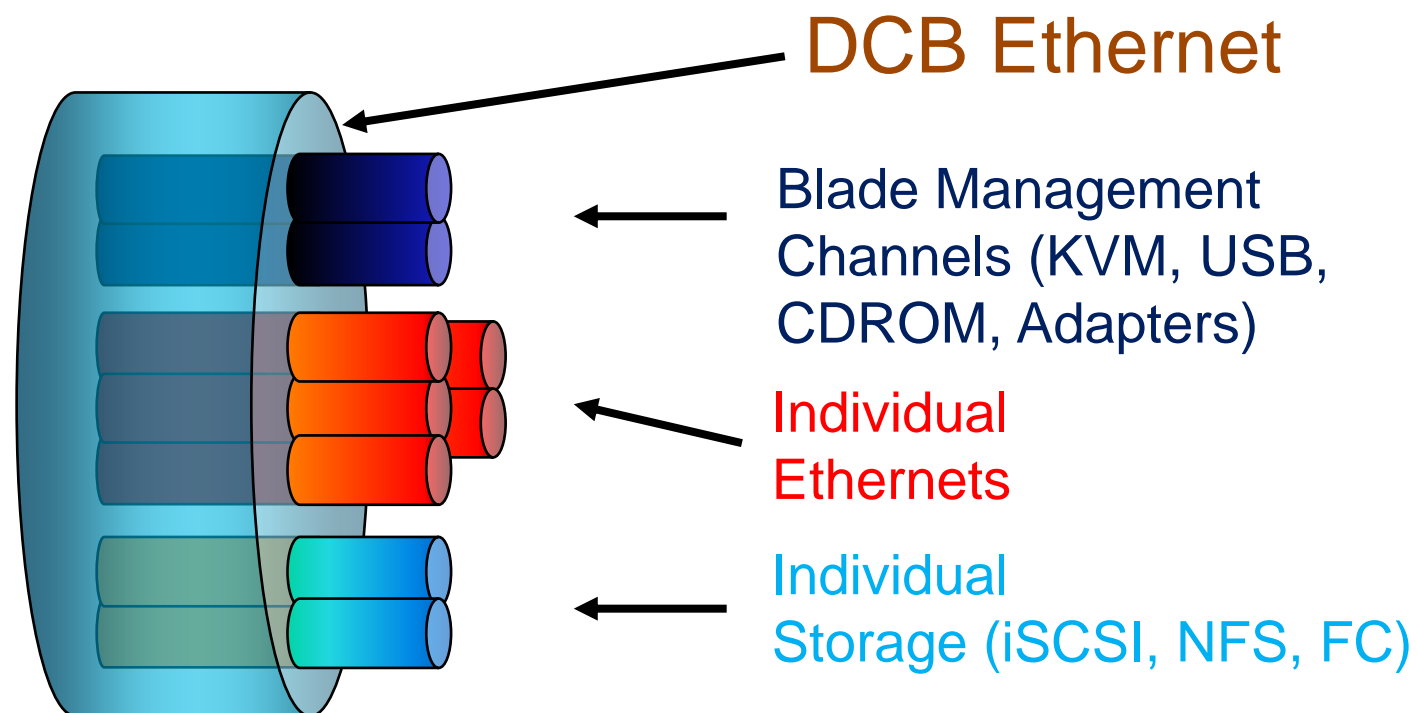 DCB Ethernet
Blade Management
Channels (KVM, USB,
CDROM, Adapters)
Individual
Ethernets
Individual
Storage (iSCSI, NFS, FC)